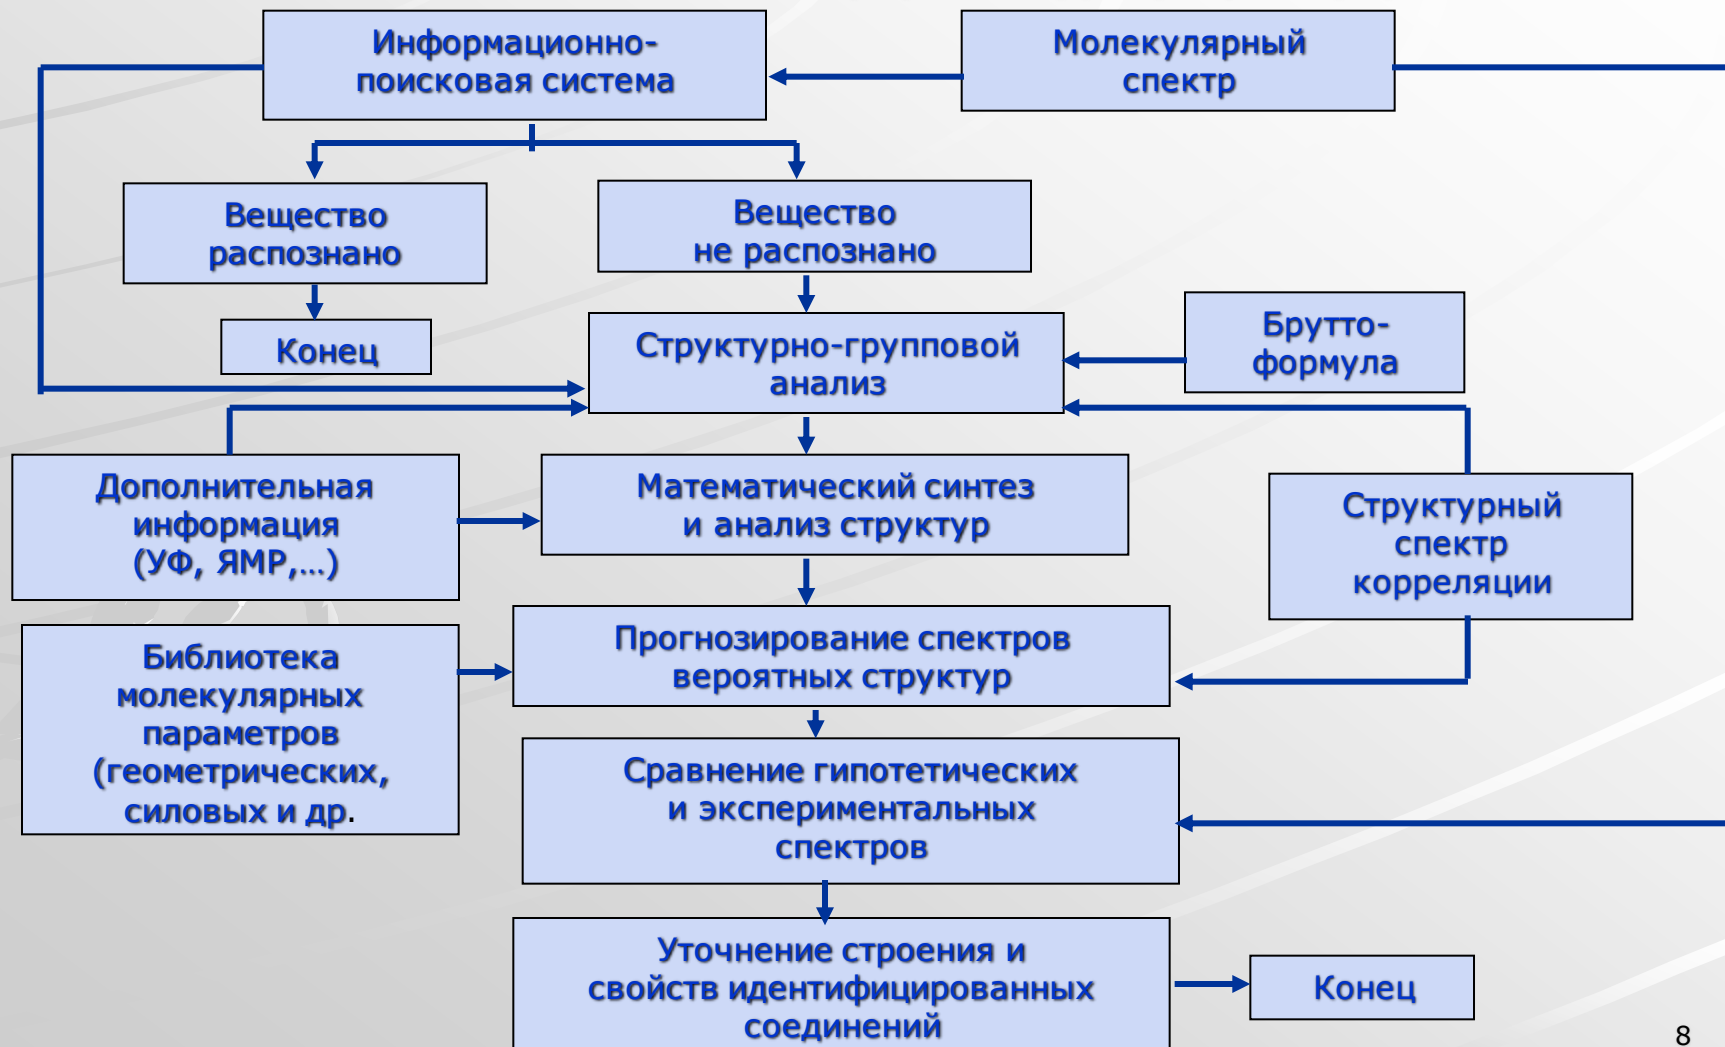 Информационно-
поисковая система
Молекулярный
спектр
Вещество
распознано
Вещество
не распознано
Конец
Структурно-групповой
анализ
Брутто-
формула
Дополнительная
информация
(УФ, ЯМР,...)
Математический синтез
и анализ структур
Структурный
спектр
корреляции
Библиотека
молекулярных
параметров
(геометрических,
силовых и др.
Прогнозирование спектров
вероятных структур
Сравнение гипотетических
и экспериментальных
спектров
Уточнение строения и
свойств идентифицированных
соединений
Конец
8